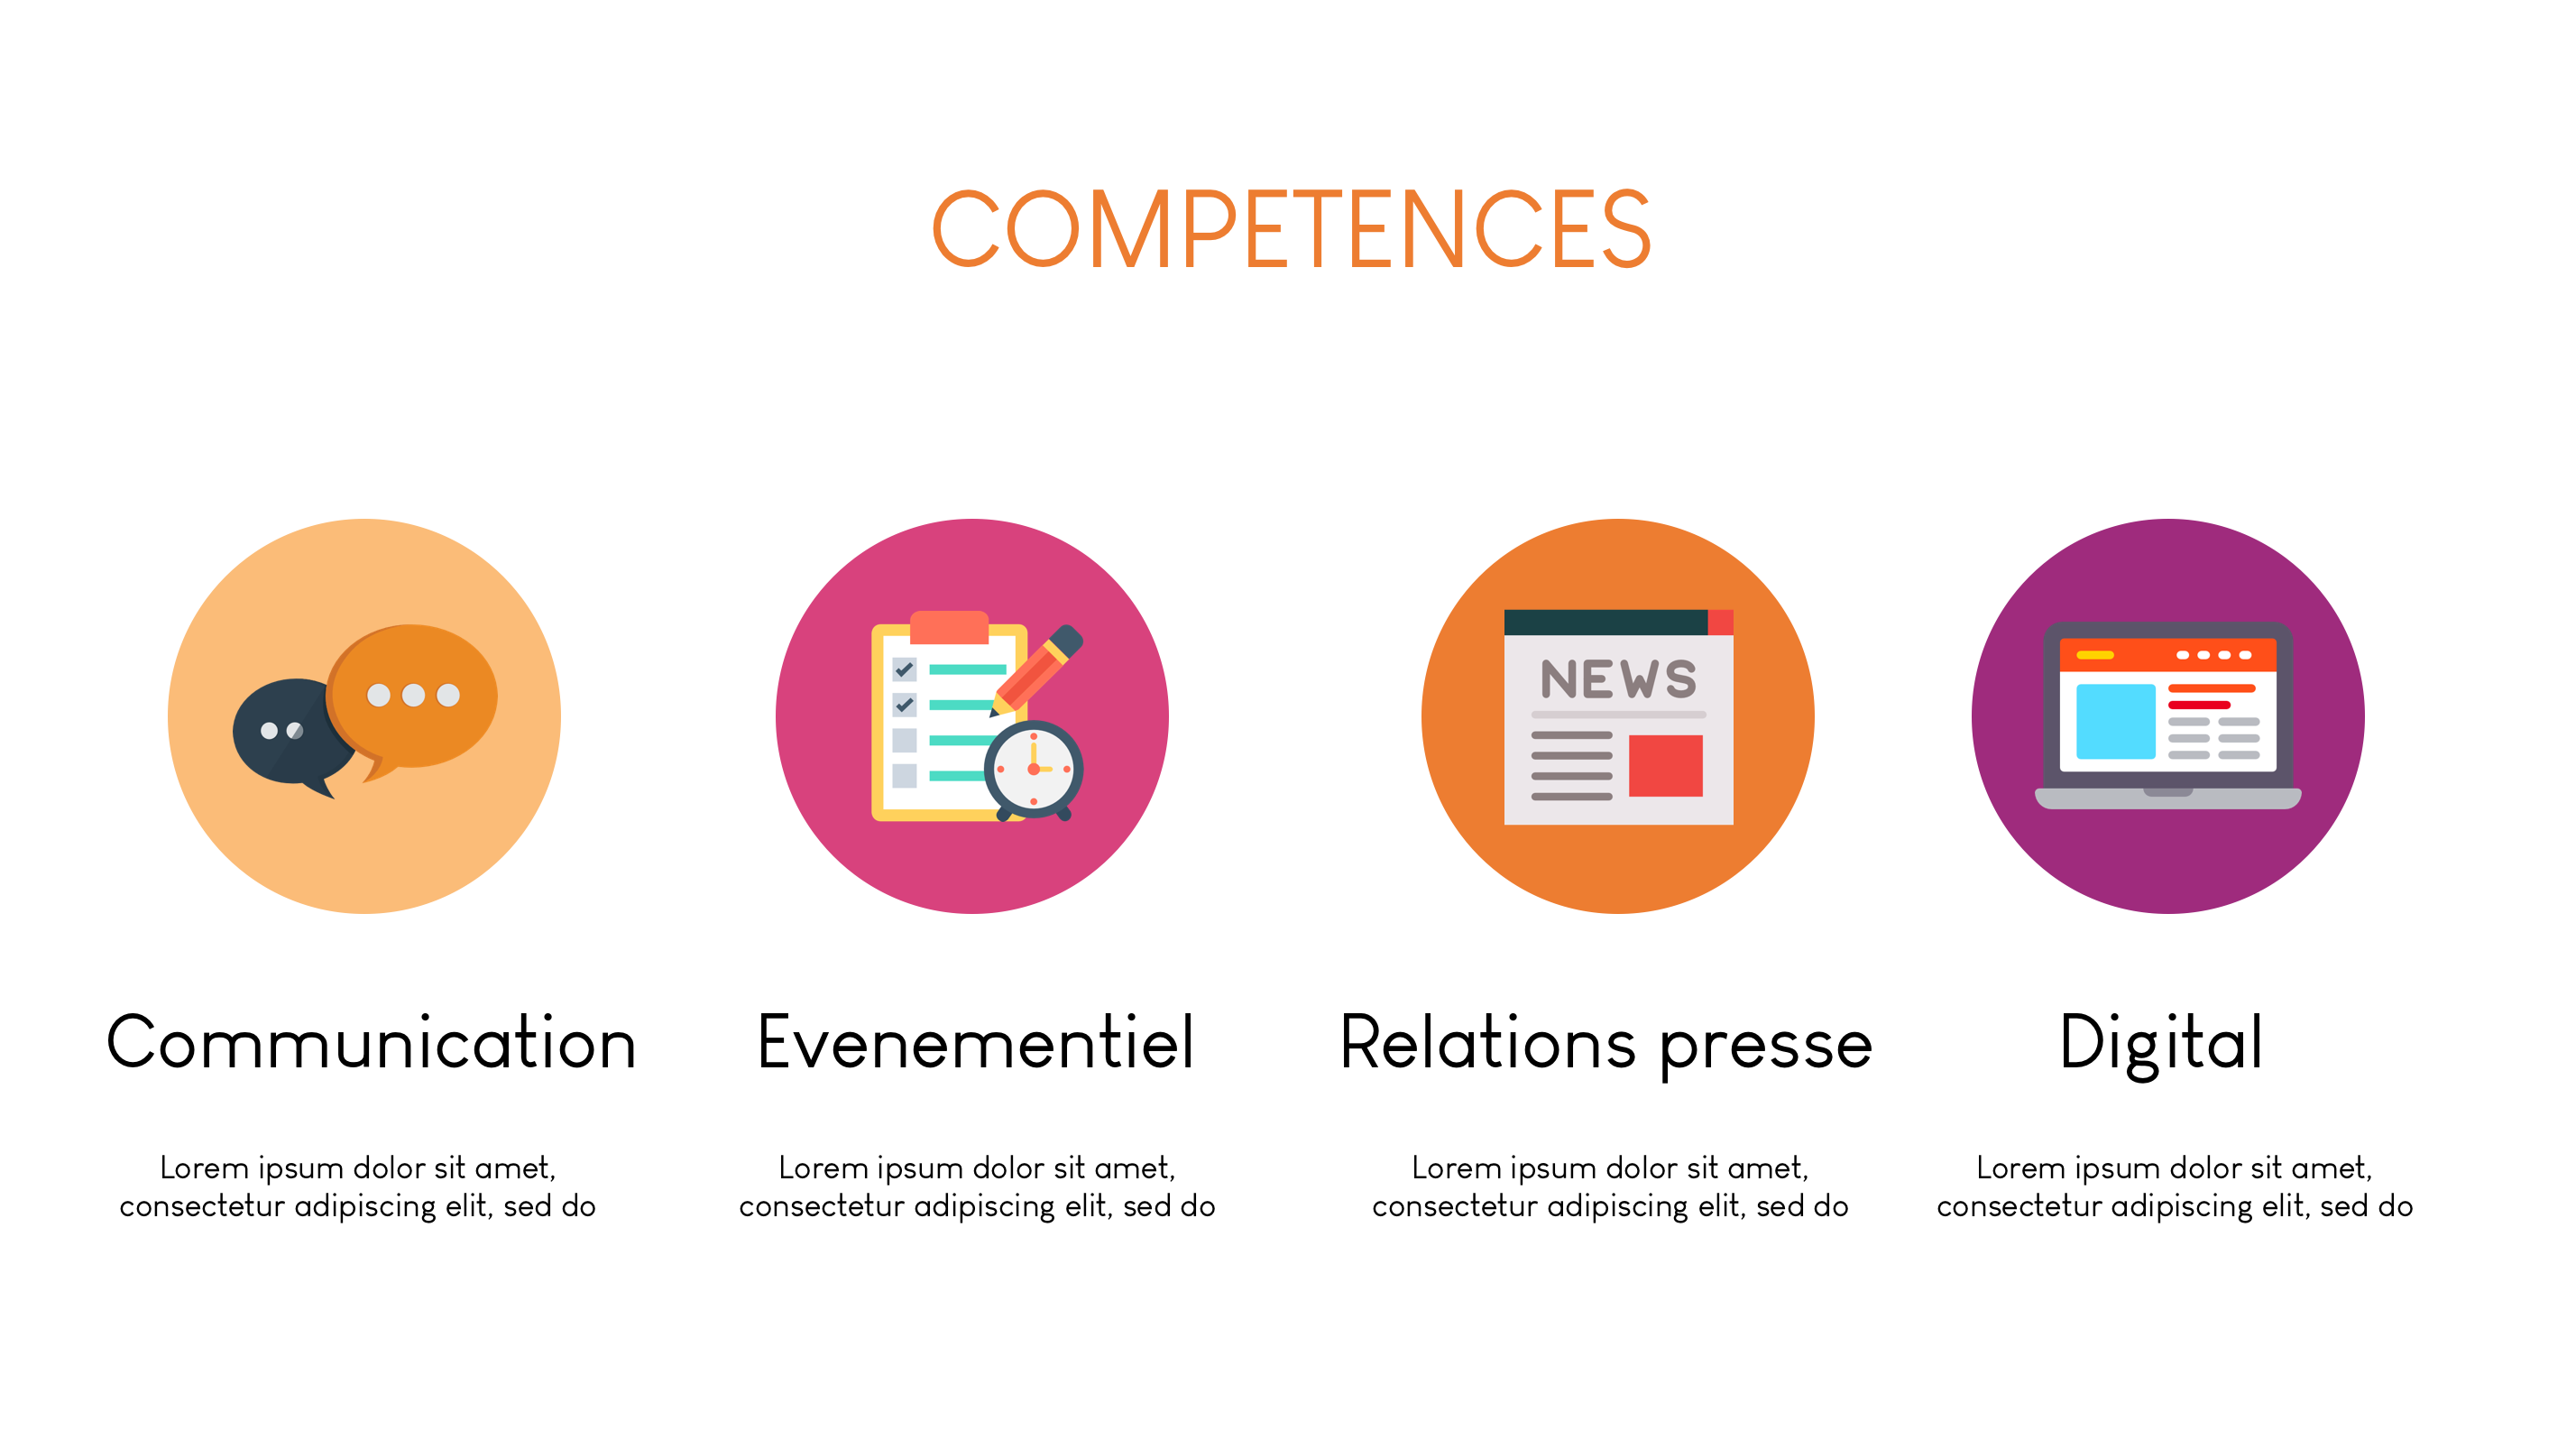 COMPETENCES
NEWS
Communication
Evenementiel
Relations presse
Digital
Lorem ipsum dolor sit amet,
consectetur adipiscing elit, sed do
Lorem ipsum dolor sit amet,
consectetur adipiscing elit, sed do
Lorem ipsum dolor sit amet,
consectetur adipiscing elit, sed do
Lorem ipsum dolor sit amet,
consectetur adipiscing elit, sed do